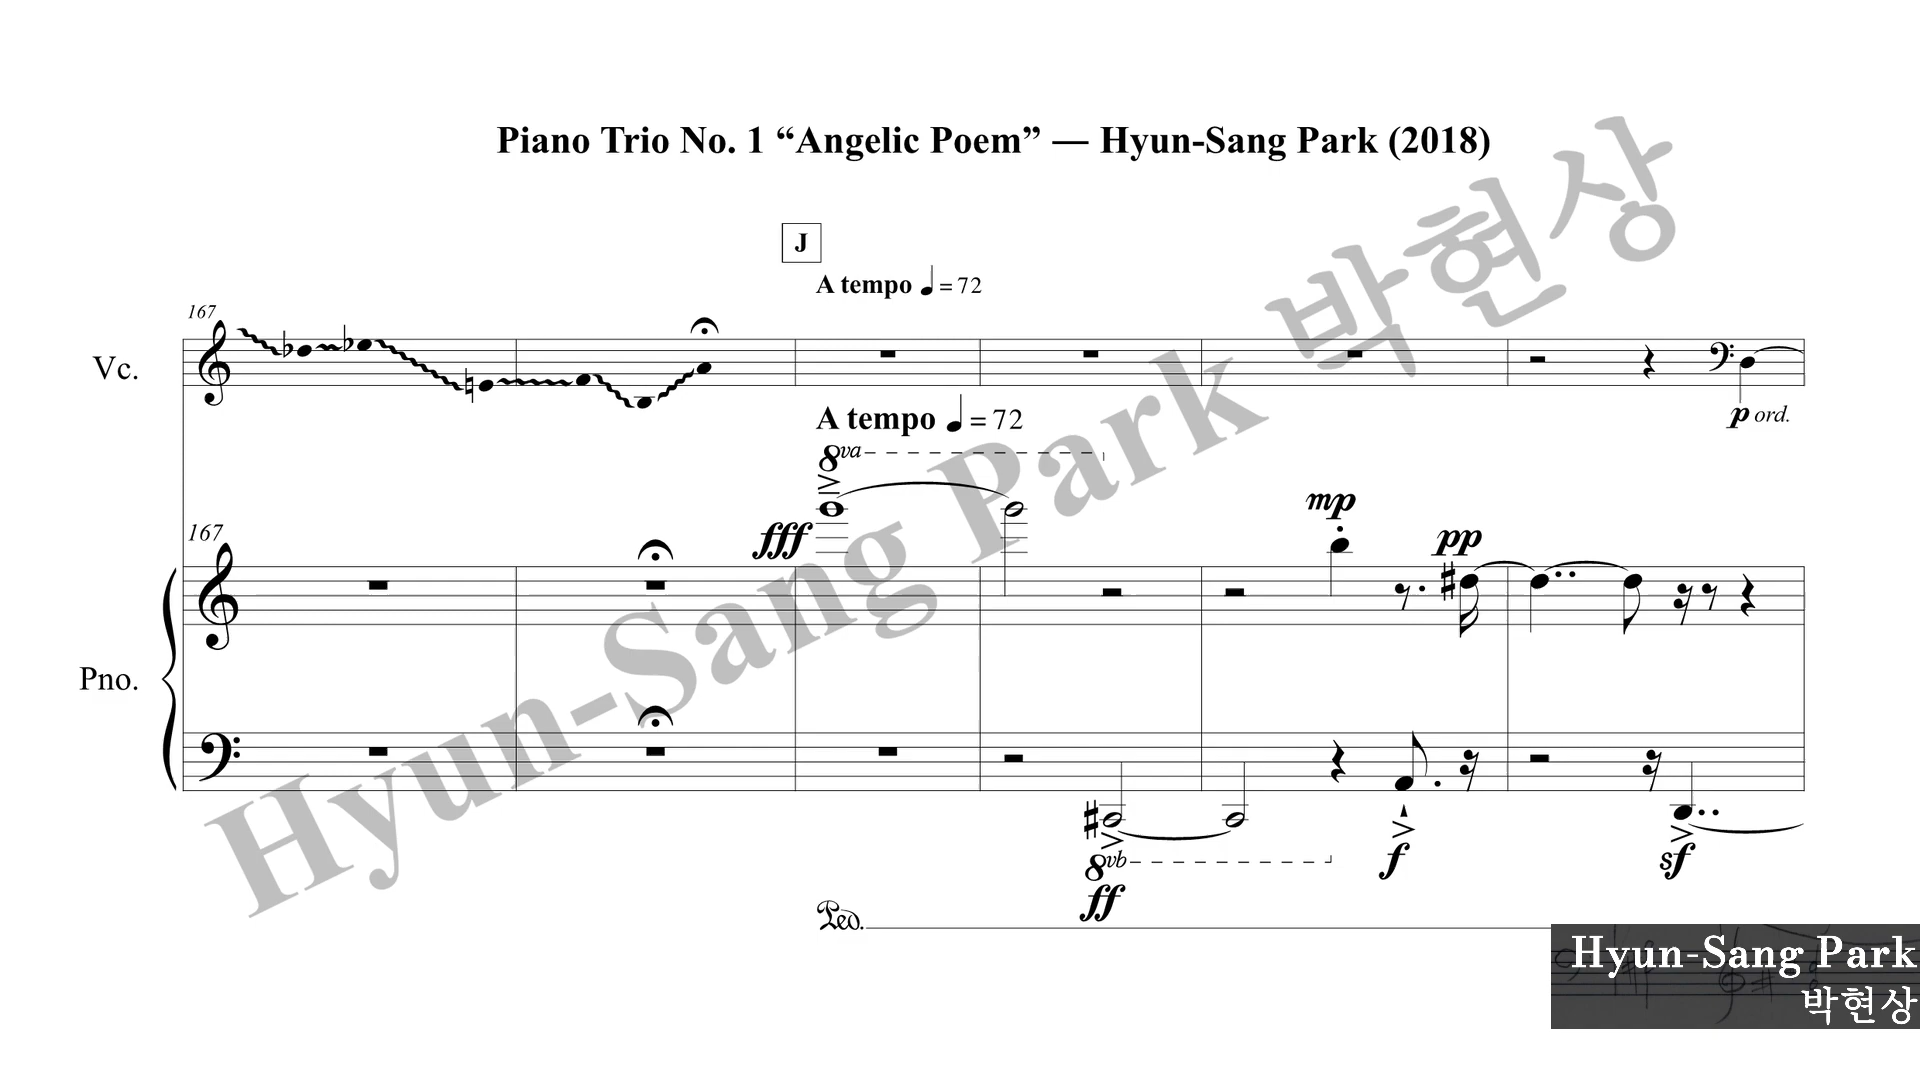 Piano Trio No. 1 “Angelic Poem” — Hyun-Sang Park (2018)
J
A tempo ♩ = 72
167
Vc.
p ord.
A tempo ♩ = 72
8va
mp
167
fff
pp
Pno.
8vb
f
sf
ff
Ped.
Hyun-Sang Park 박현상
Hyun-Sang Park
박현상